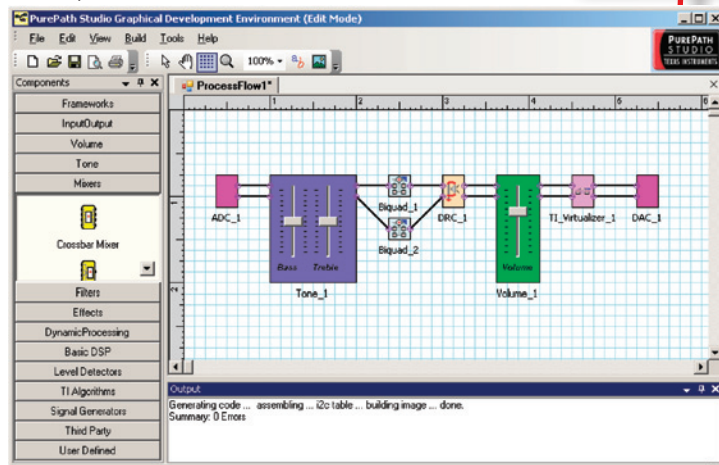 PurePath Studio Graphical Development Environment (Edit Mode)
File Edit View Build Tools Help
100%
PUREPATH
STUDIO
TEXAS INSTRUMENTS
Components
ProcessFlow1*
Frameworks
InputOutput
Volume
Tone
Mixers
Crossbar Mixer
Filters
Effects
DynamicProcessing
Basic DSP
Level Detectors
TI Algorithms
Signal Generators
Third Party
User Defined
1 2 3 4 5 6
1
2
ADC_1
Bass Treble
Tone_1
Biquad_1
Biquad_2
DRC_1
Volume
Volume_1
TI_Virtualizer_1
DAC_1
Output
Generating code ... assembling ... i2c table ... building image ... done.
Summary: 0 Errors